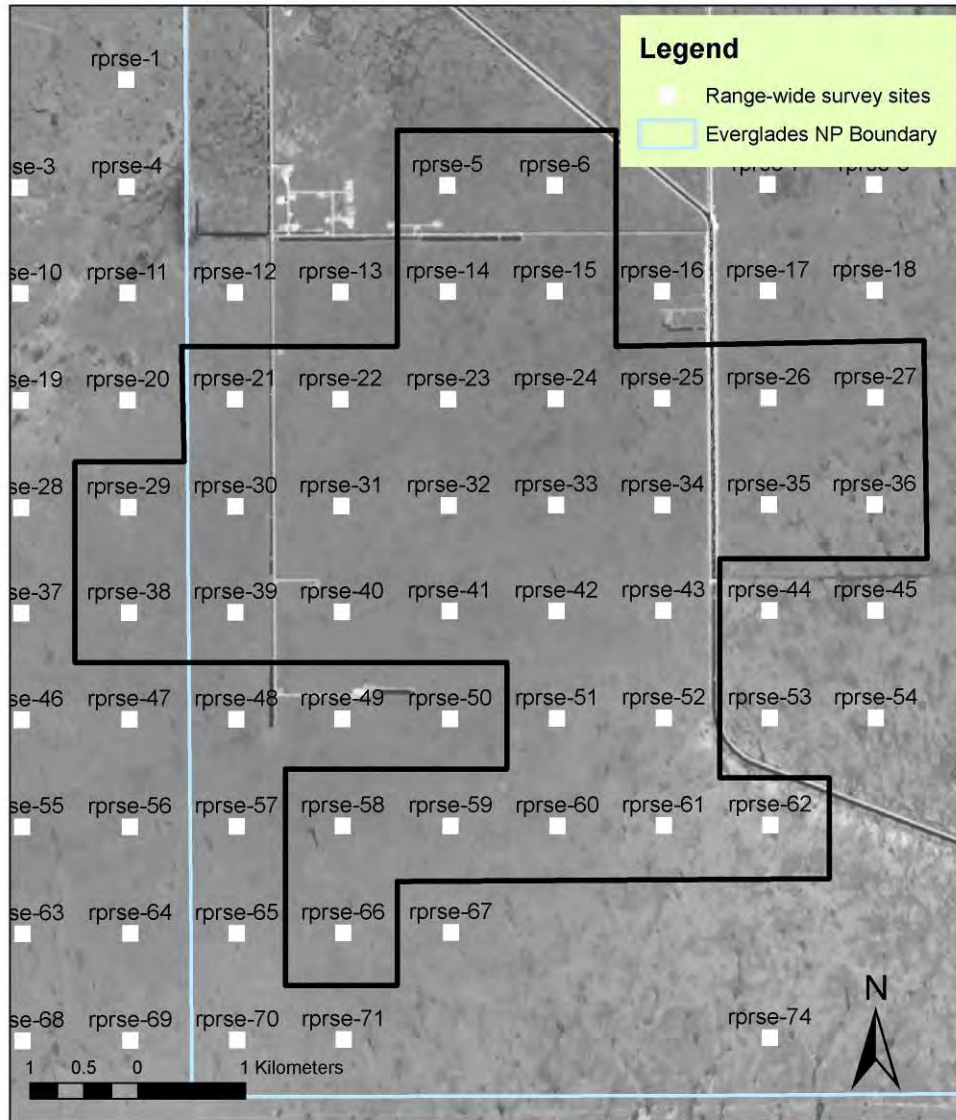 Legend
Range-wide survey sites
Everglades NP Boundary
rprse-1
se-3 rprse-4 rprse-5 rprse-6
se-10 rprse-11 rprse-12 rprse-13 rprse-14 rprse-15 rprse-16 rprse-17 rprse-18
se-19 rprse-20 rprse-21 rprse-22 rprse-23 rprse-24 rprse-25 rprse-26 rprse-27
se-28 rprse-29 rprse-30 rprse-31 rprse-32 rprse-33 rprse-34 rprse-35 rprse-36
se-37 rprse-38 rprse-39 rprse-40 rprse-41 rprse-42 rprse-43 rprse-44 rprse-45
se-46 rprse-47 rprse-48 rprse-49 rprse-50 rprse-51 rprse-52 rprse-53 rprse-54
se-55 rprse-56 rprse-57 rprse-58 rprse-59 rprse-60 rprse-61 rprse-62
se-63 rprse-64 rprse-65 rprse-66 rprse-67
se-68 rprse-69 rprse-70 rprse-71 rprse-74
N
1 0.5 0 1 Kilometers